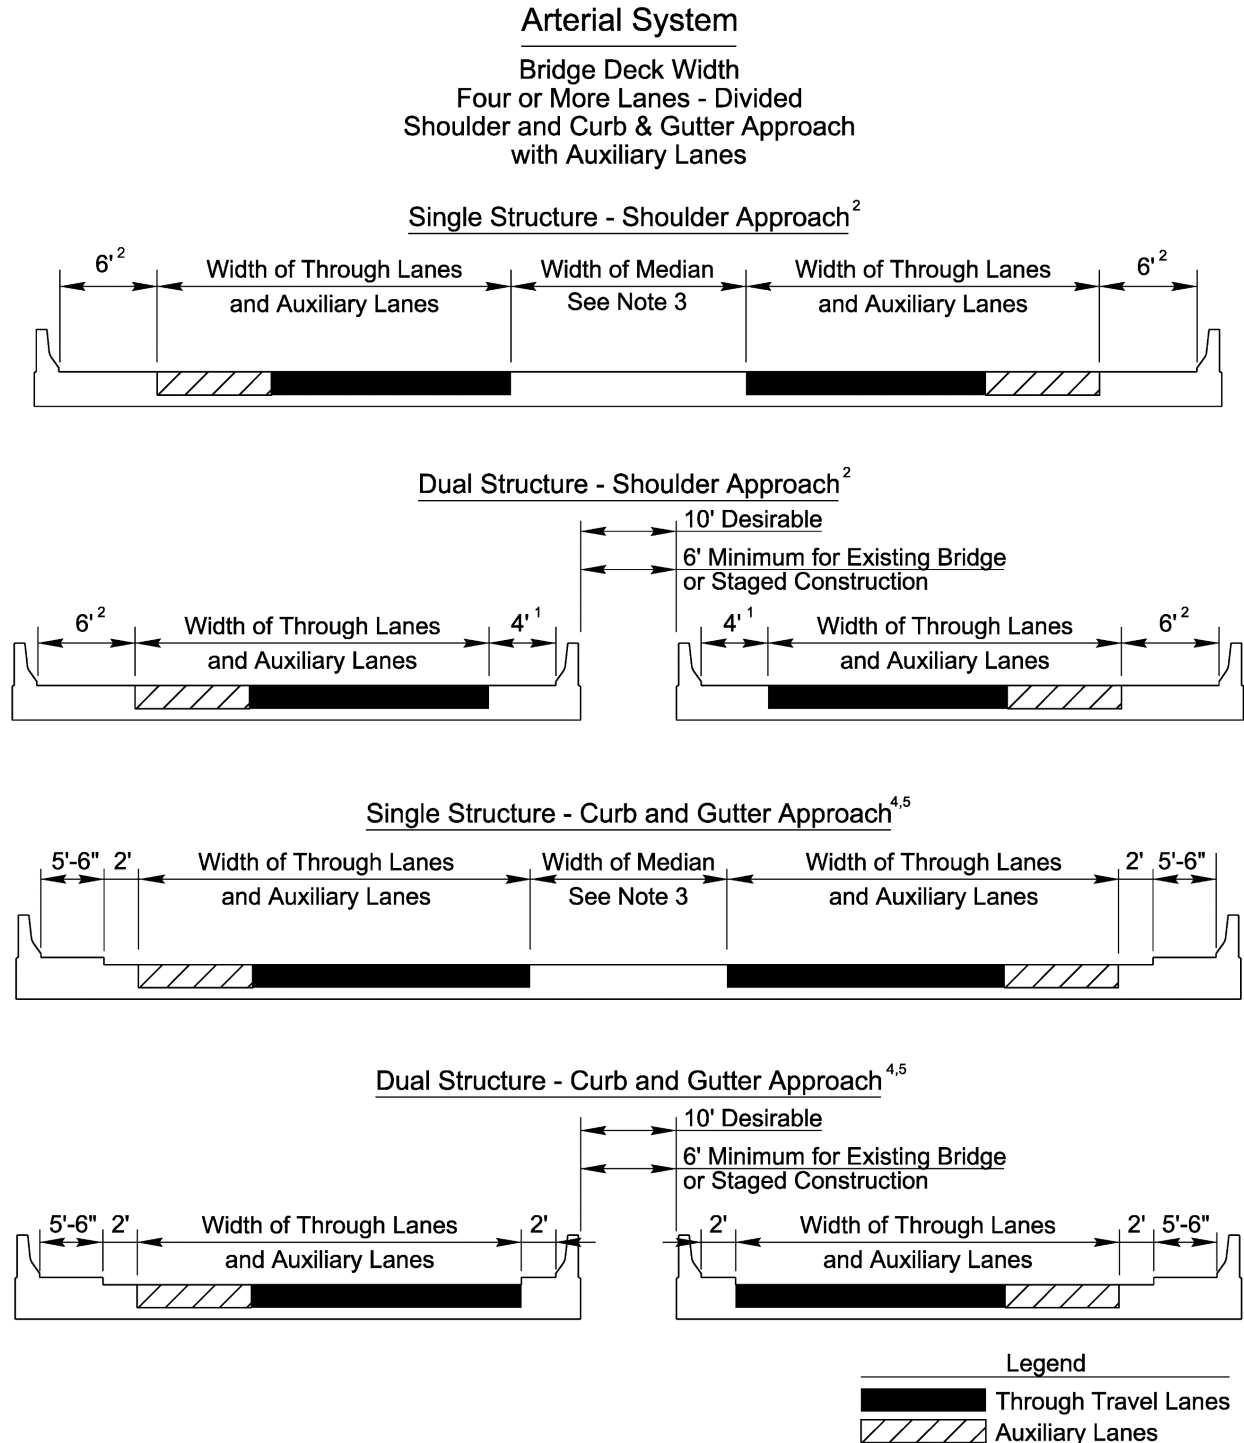 Arterial System
Bridge Deck Width
Four or More Lanes - Divided
Shoulder and Curb & Gutter Approach
with Auxiliary Lanes
Single Structure - Shoulder Approach²
6'² Width of Through Lanes Width of Median Width of Through Lanes 6'²
and Auxiliary Lanes See Note 3 and Auxiliary Lanes
Dual Structure - Shoulder Approach²
10' Desirable
6' Minimum for Existing Bridge
or Staged Construction
6'² Width of Through Lanes 4'¹ 4'¹ Width of Through Lanes 6'²
and Auxiliary Lanes and Auxiliary Lanes
Single Structure - Curb and Gutter Approach⁴,⁵
5'-6" 2' Width of Through Lanes Width of Median Width of Through Lanes 2' 5'-6"
and Auxiliary Lanes See Note 3 and Auxiliary Lanes
Dual Structure - Curb and Gutter Approach⁴,⁵
10' Desirable
6' Minimum for Existing Bridge
or Staged Construction
5'-6" 2' Width of Through Lanes 2' 2' Width of Through Lanes 2' 5'-6"
and Auxiliary Lanes and Auxiliary Lanes
Legend
Through Travel Lanes
Auxiliary Lanes